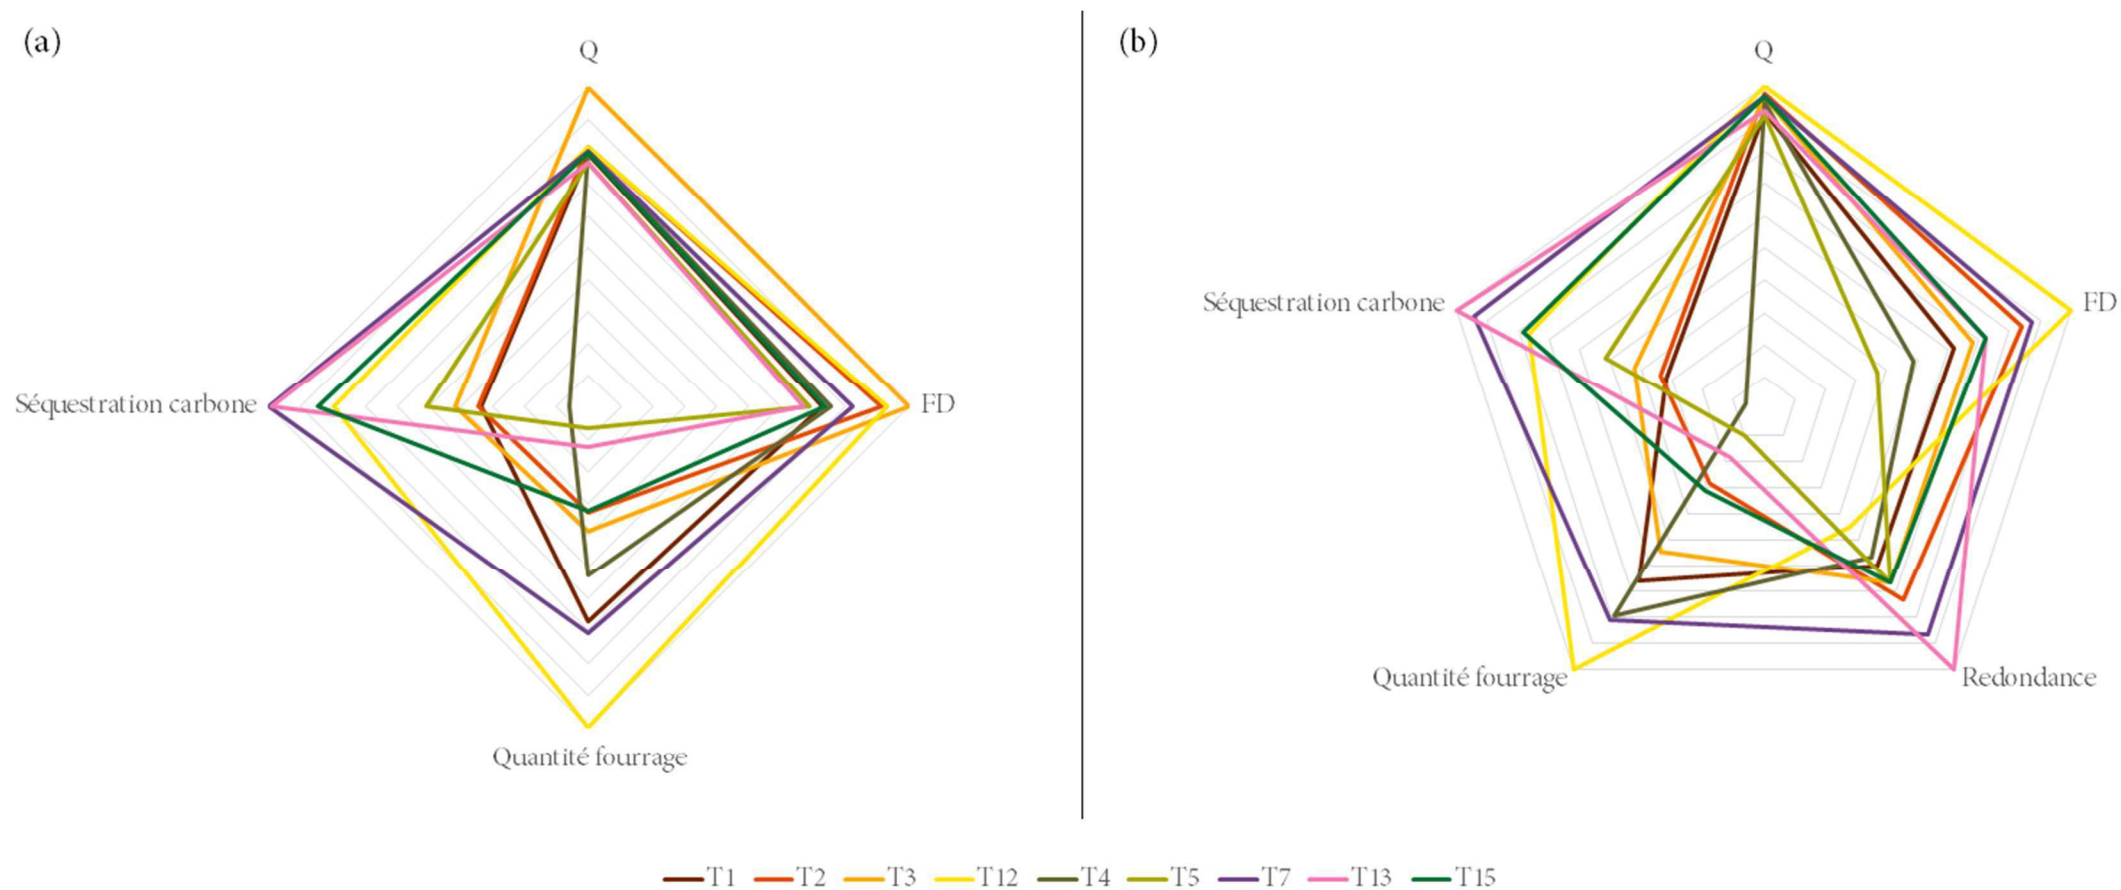 (a)
Q
Séquestration carbone
FD
Quantité fourrage
(b)
Q
Séquestration carbone
FD
Quantité fourrage
Redondance
T1 T2 T3 T12 T4 T5 T7 T13 T15